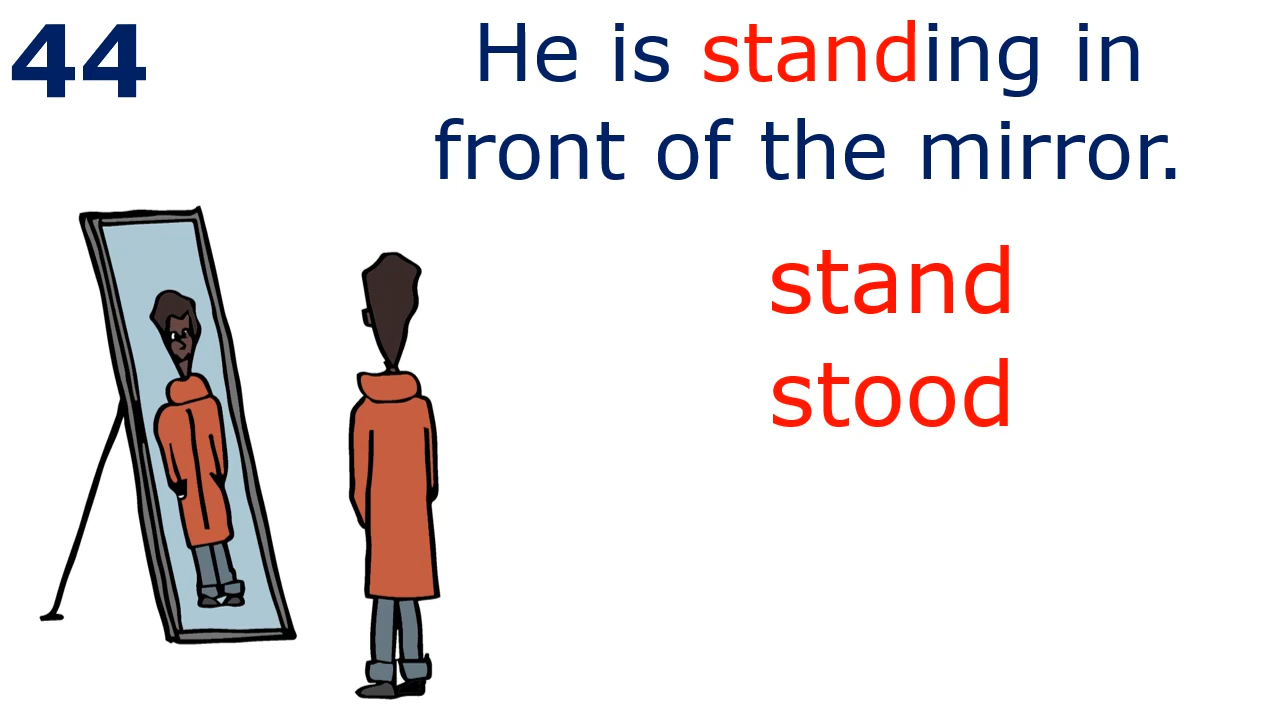 44
He is standing in
front of the mirror.
stand
stood